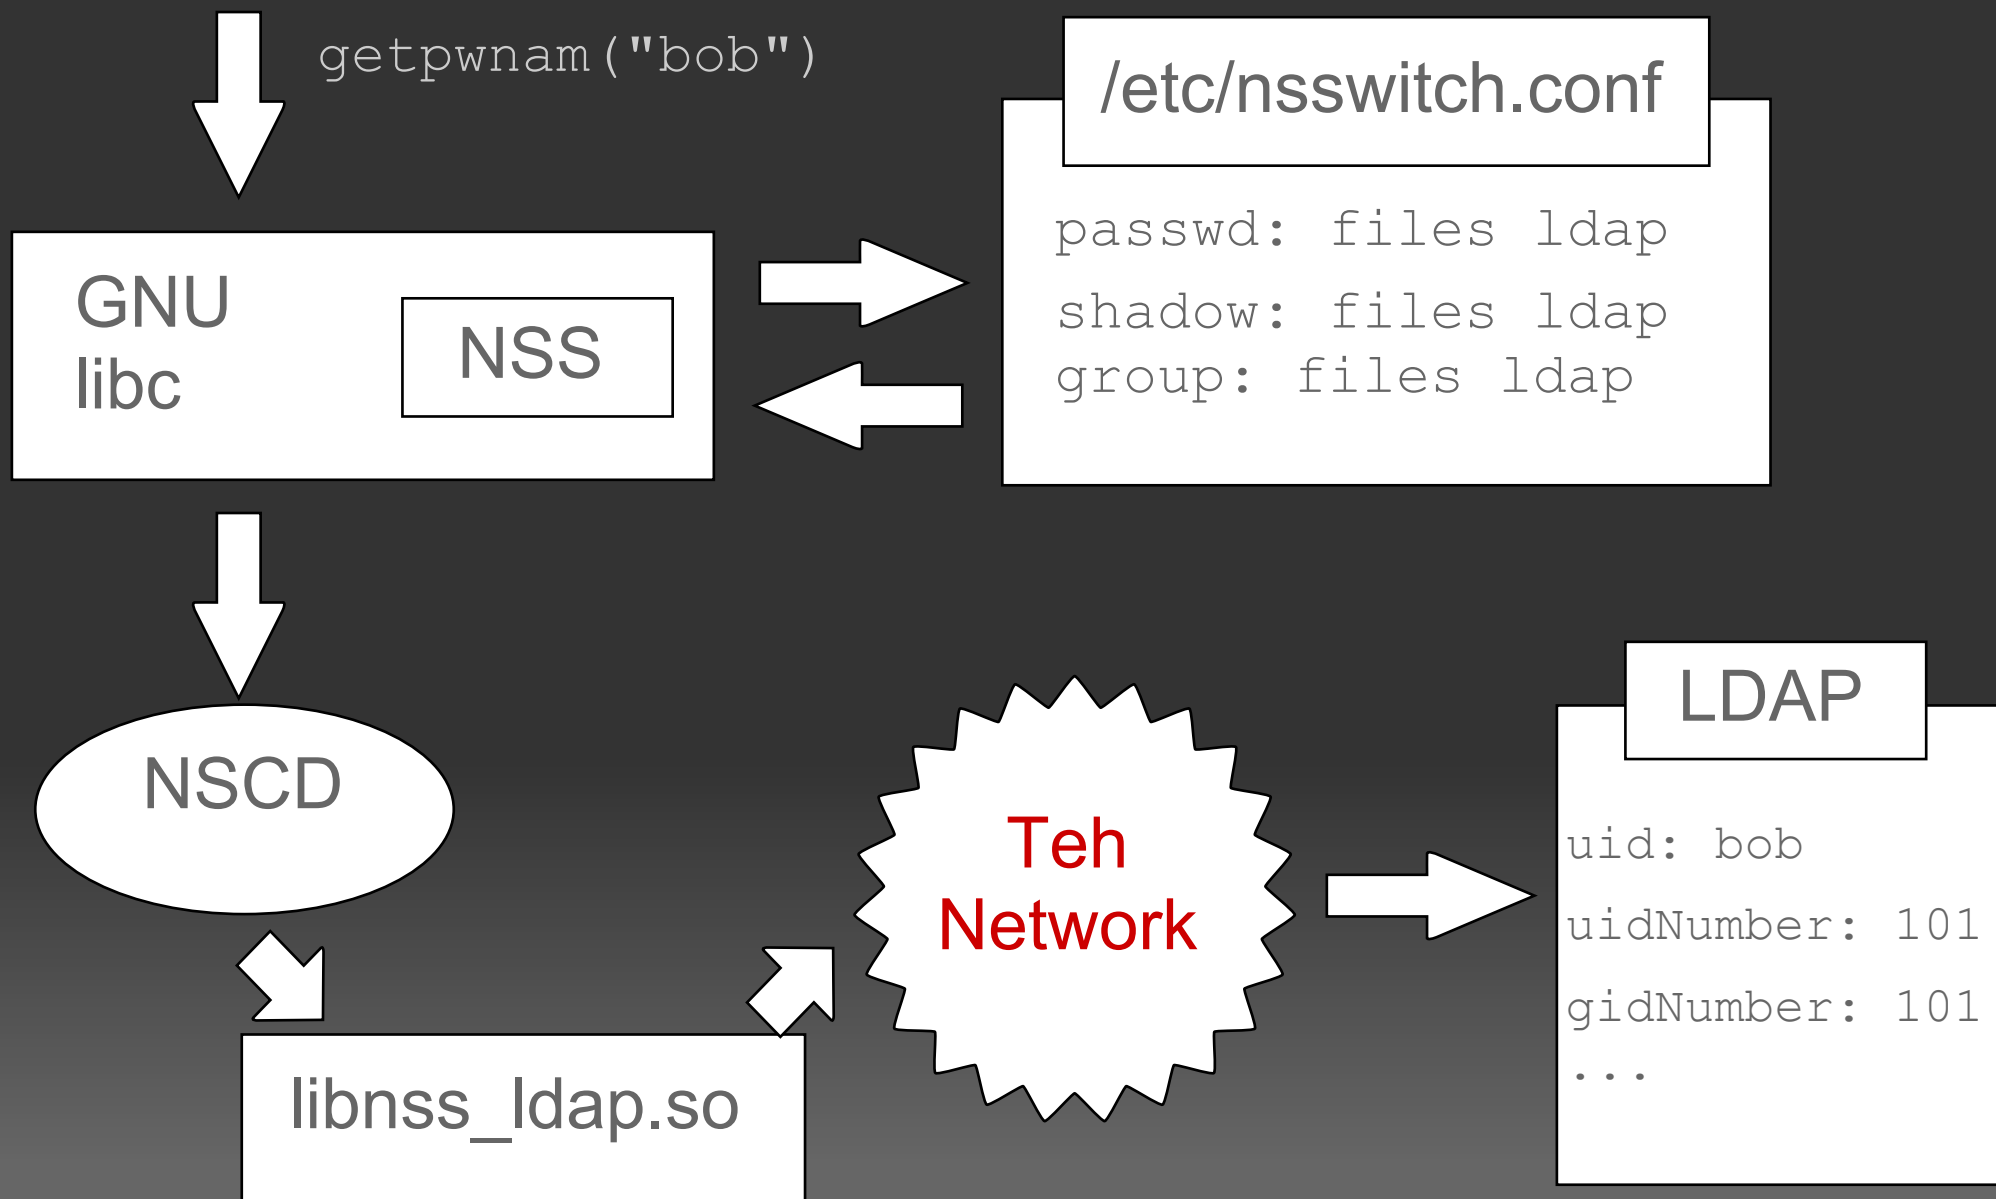 getpwnam("bob")
/etc/nsswitch.conf
passwd: files ldap
shadow: files ldap
group: files ldap
GNU
libc
NSS
NSCD
libnss_ldap.so
Teh
Network
LDAP
uid: bob
uidNumber: 101
gidNumber: 101
...